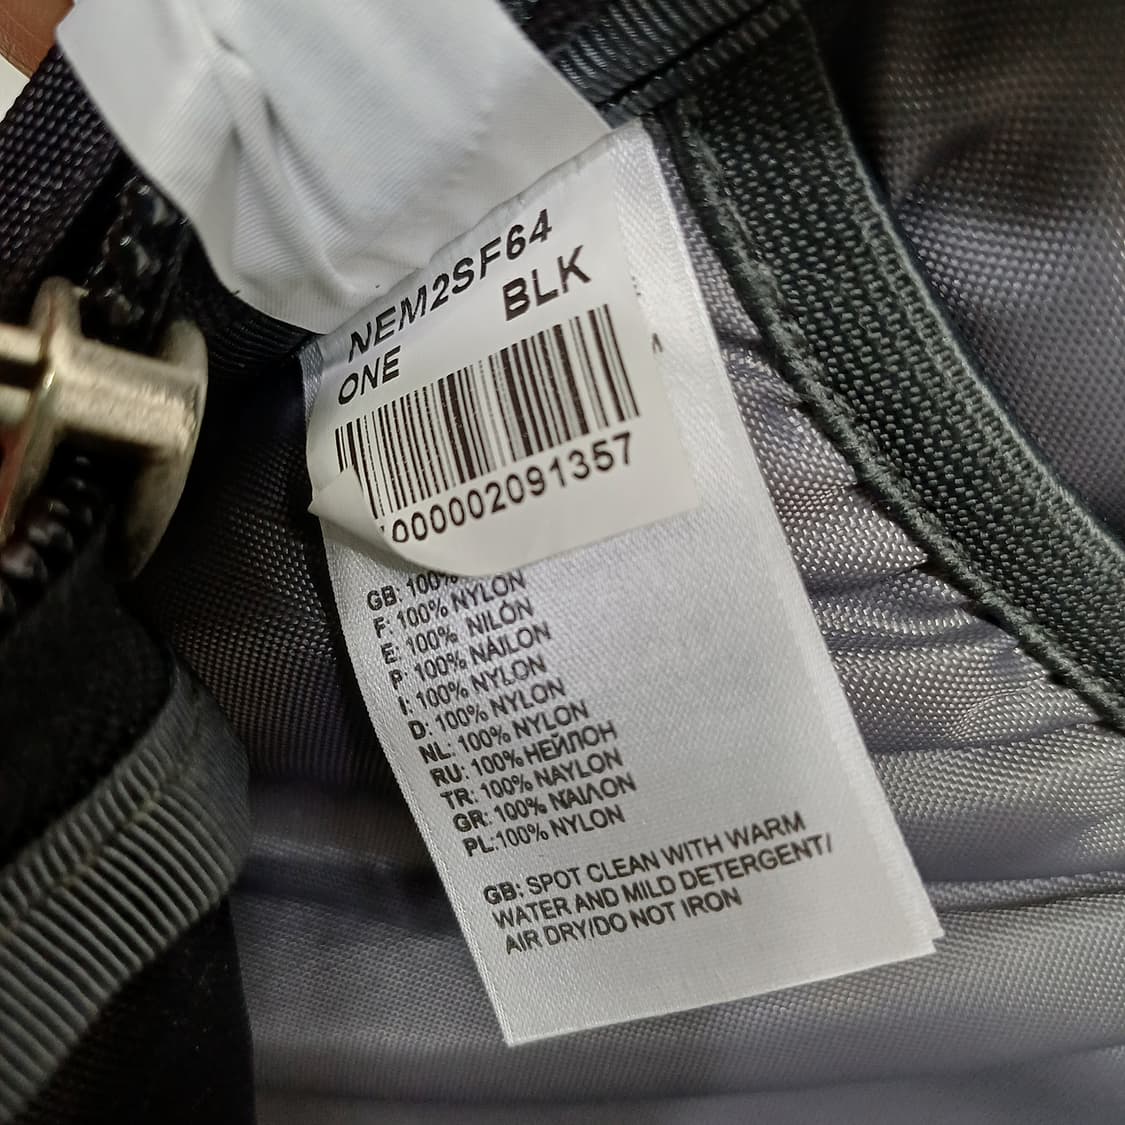 NEM2SF64
BLK
ONE
000002091357
GB: 100%
F: 100% NYLON
E: 100% NILÓN
P: 100% NÁILON
I: 100% NYLON
D: 100% NYLON
NL: 100% NYLON
RU: 100% НЕЙЛОН
TR: 100% NAYLON
GR: 100% ΝΑΙΛΟΝ
PL:100% NYLON
GB: SPOT CLEAN WITH WARM
WATER AND MILD DETERGENT/
AIR DRY/DO NOT IRON